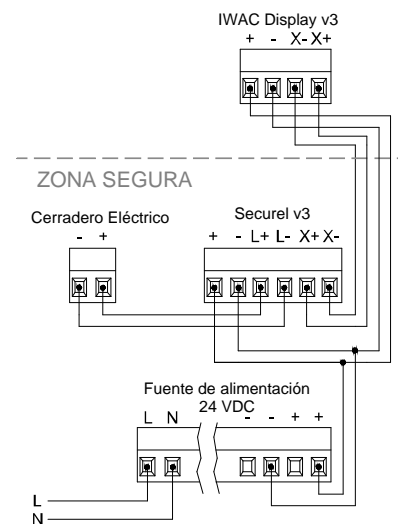 IWAC Display v3
+ - X- X+
ZONA SEGURA
Cerradero Eléctrico
- +
Securel v3
+ - L+ L- X+ X-
Fuente de alimentación
24 VDC
L N - - + +
L
N